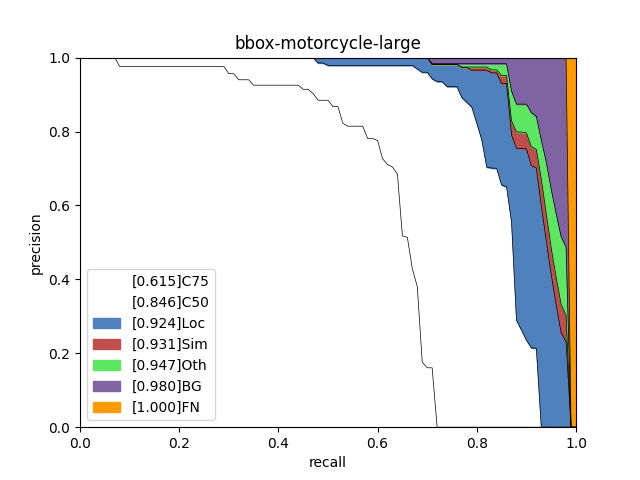 bbox-motorcycle-large
precision
1.0
0.8
0.6
0.4
0.2
0.0
[0.615]C75
[0.846]C50
[0.924]Loc
[0.931]Sim
[0.947]Oth
[0.980]BG
[1.000]FN
0.0 0.2 0.4 0.6 0.8 1.0
recall